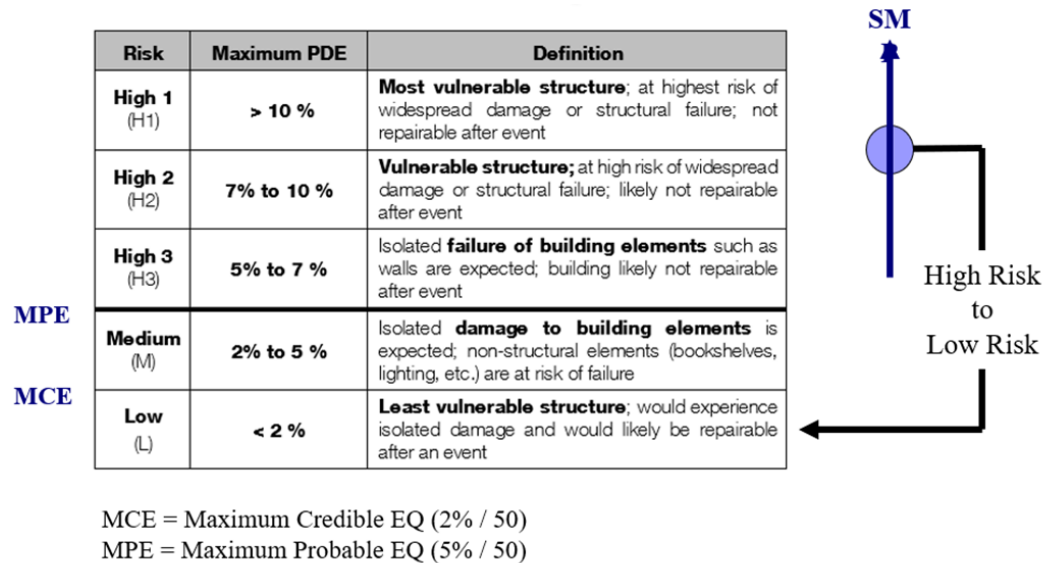 SM
Risk Maximum PDE Definition
High 1
(H1)
> 10 %
Most vulnerable structure; at highest risk of
widespread damage or structural failure; not
repairable after event
High 2
(H2)
7% to 10 %
Vulnerable structure; at high risk of widespread
damage or structural failure; likely not repairable
after event
High 3
(H3)
5% to 7 %
Isolated failure of building elements such as
walls are expected; building likely not repairable
after event
MPE
Medium
(M)
2% to 5 %
Isolated damage to building elements is
expected; non-structural elements (bookshelves,
lighting, etc.) are at risk of failure
MCE
Low
(L)
< 2 %
Least vulnerable structure; would experience
isolated damage and would likely be repairable
after an event
High Risk
to
Low Risk
MCE = Maximum Credible EQ (2% / 50)
MPE = Maximum Probable EQ (5% / 50)